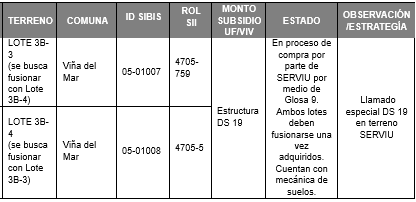 TERRENO
COMUNA
ID SIBIS
ROL
SII
MONTO
SUBSIDIO
UF/VIV
ESTADO
OBSERVACIÓN
/ESTRATEGÍA
LOTE 3B-
3
(se busca
fusionar
con Lote
3B-4)
Viña del
Mar
05-01007
4705-
759
Estructura
DS 19
En proceso de
compra por
parte de
SERVIU por
medio de
Glosa 9.
Ambos lotes
deben
fusionarse una
vez
adquiridos.
Cuentan con
mecánica de
suelos.
Llamado
especial DS 19
en terreno
SERVIU
LOTE 3B-
4
(se busca
fusionar
con Lote
3B-3)
Viña del
Mar
05-01008
4705-5